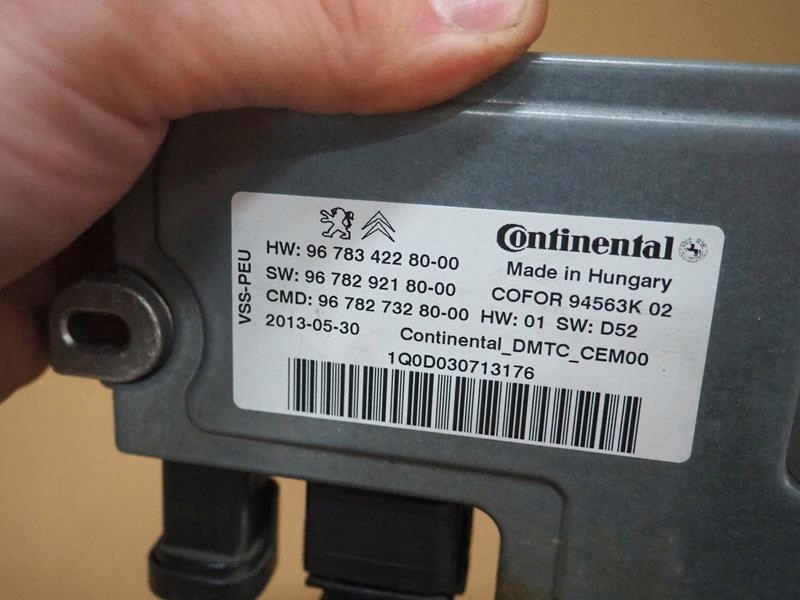 Continental
Made in Hungary
COFOR 94563K 02
HW: 96 783 422 80-00
SW: 96 782 921 80-00
CMD: 96 782 732 80-00 HW: 01 SW: D52
2013-05-30 Continental_DMTC_CEM00
1Q0D030713176
VSS-PEU